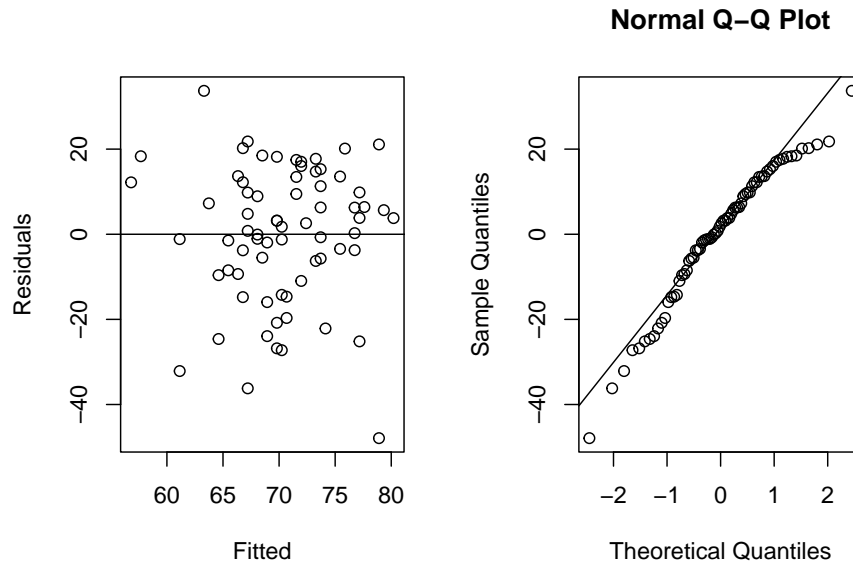 Normal Q−Q Plot
Residuals
20
0
−20
−40
60 65 70 75 80
Fitted
Sample Quantiles
20
0
−20
−40
−2 −1 0 1 2
Theoretical Quantiles